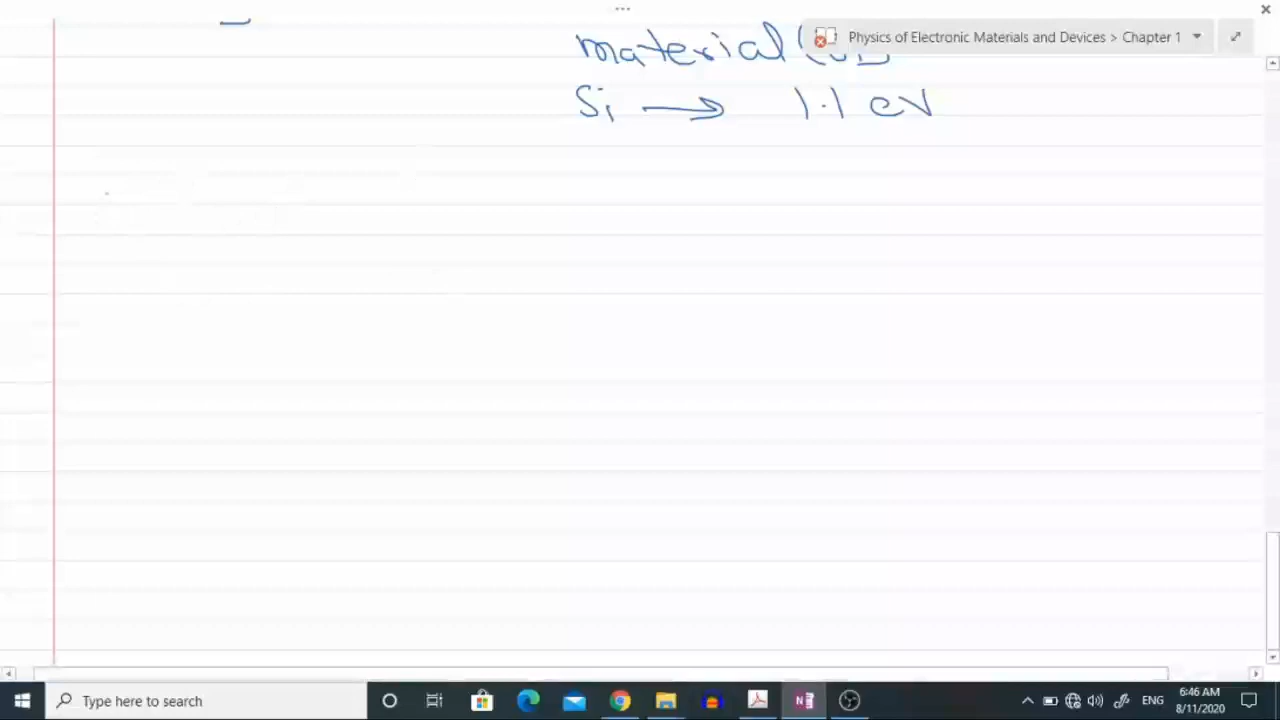 Physics of Electronic Materials and Devices > Chapter 1
material
Si → 1.1 eV
Type here to search
ENG
6:46 AM
8/11/2020